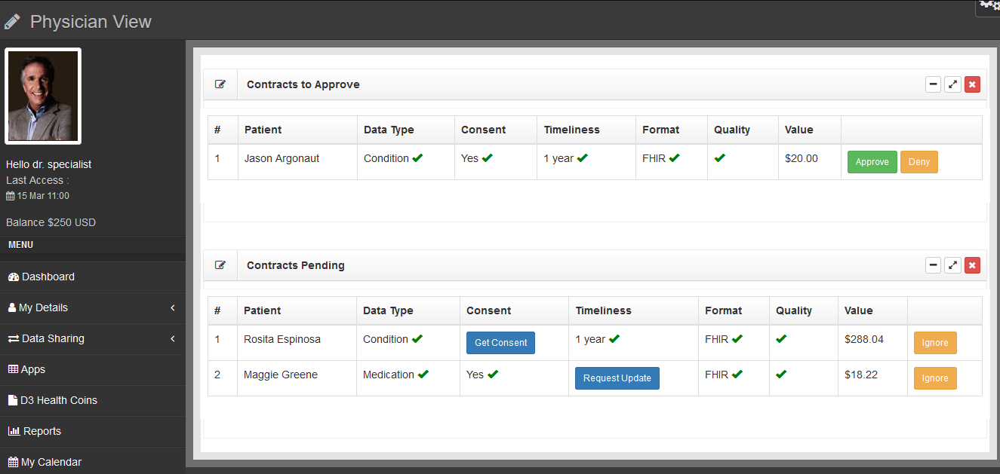 Physician View
Hello dr. specialist
Last Access :
15 Mar 11:00
Balance $250 USD
MENU
Dashboard
My Details
Data Sharing
Apps
D3 Health Coins
Reports
My Calendar
Contracts to Approve
# Patient Data Type Consent Timeliness Format Quality Value
1 Jason Argonaut Condition Yes 1 year FHIR $20.00 Approve Deny
Contracts Pending
# Patient Data Type Consent Timeliness Format Quality Value
1 Rosita Espinosa Condition Get Consent 1 year FHIR $288.04 Ignore
2 Maggie Greene Medication Yes Request Update FHIR $18.22 Ignore